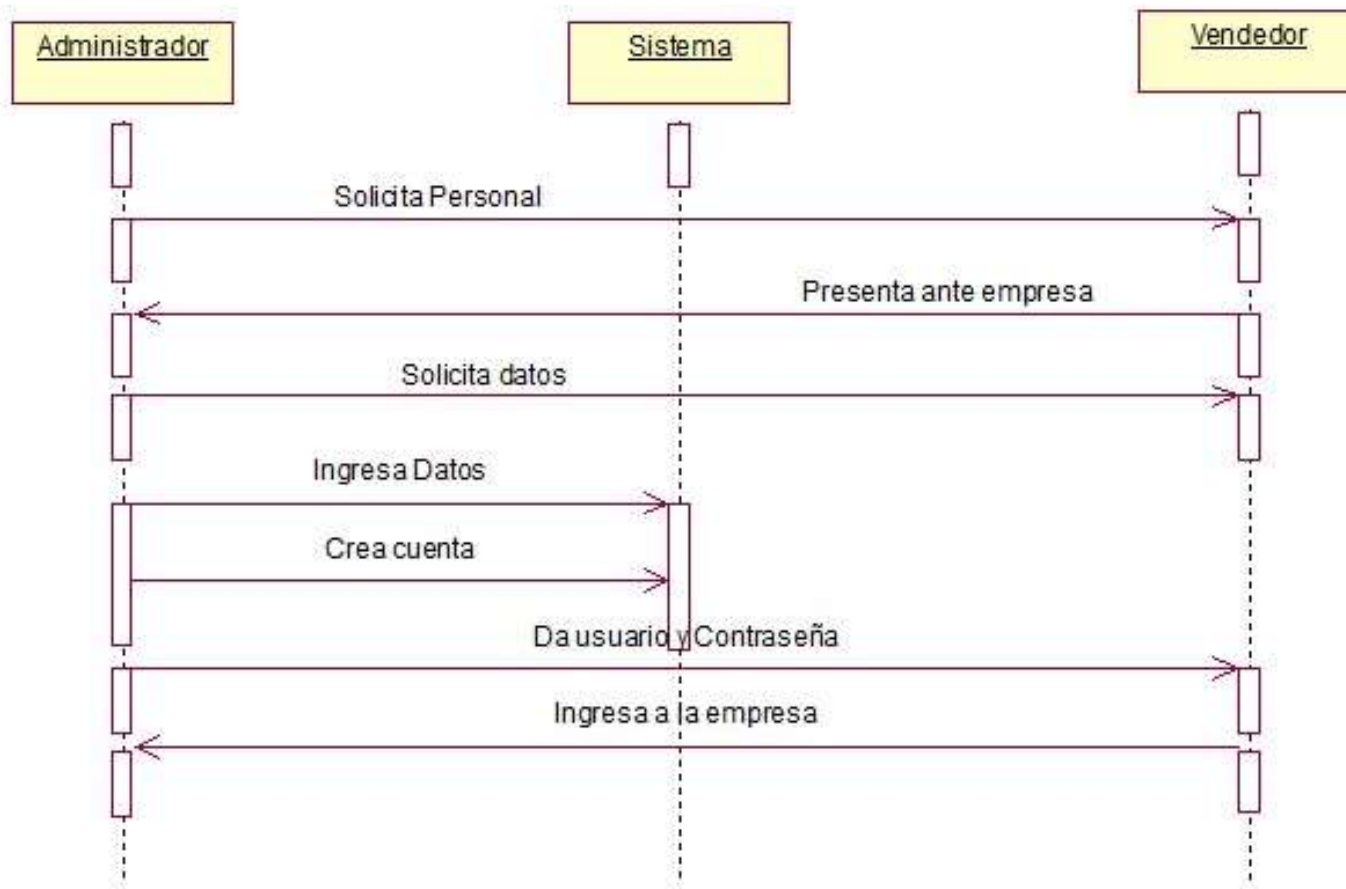 Administrador
Sistema
Vendedor
Solicita Personal
Presenta ante empresa
Solicita datos
Ingresa Datos
Crea cuenta
Da usuario y Contraseña
Ingresa a la empresa